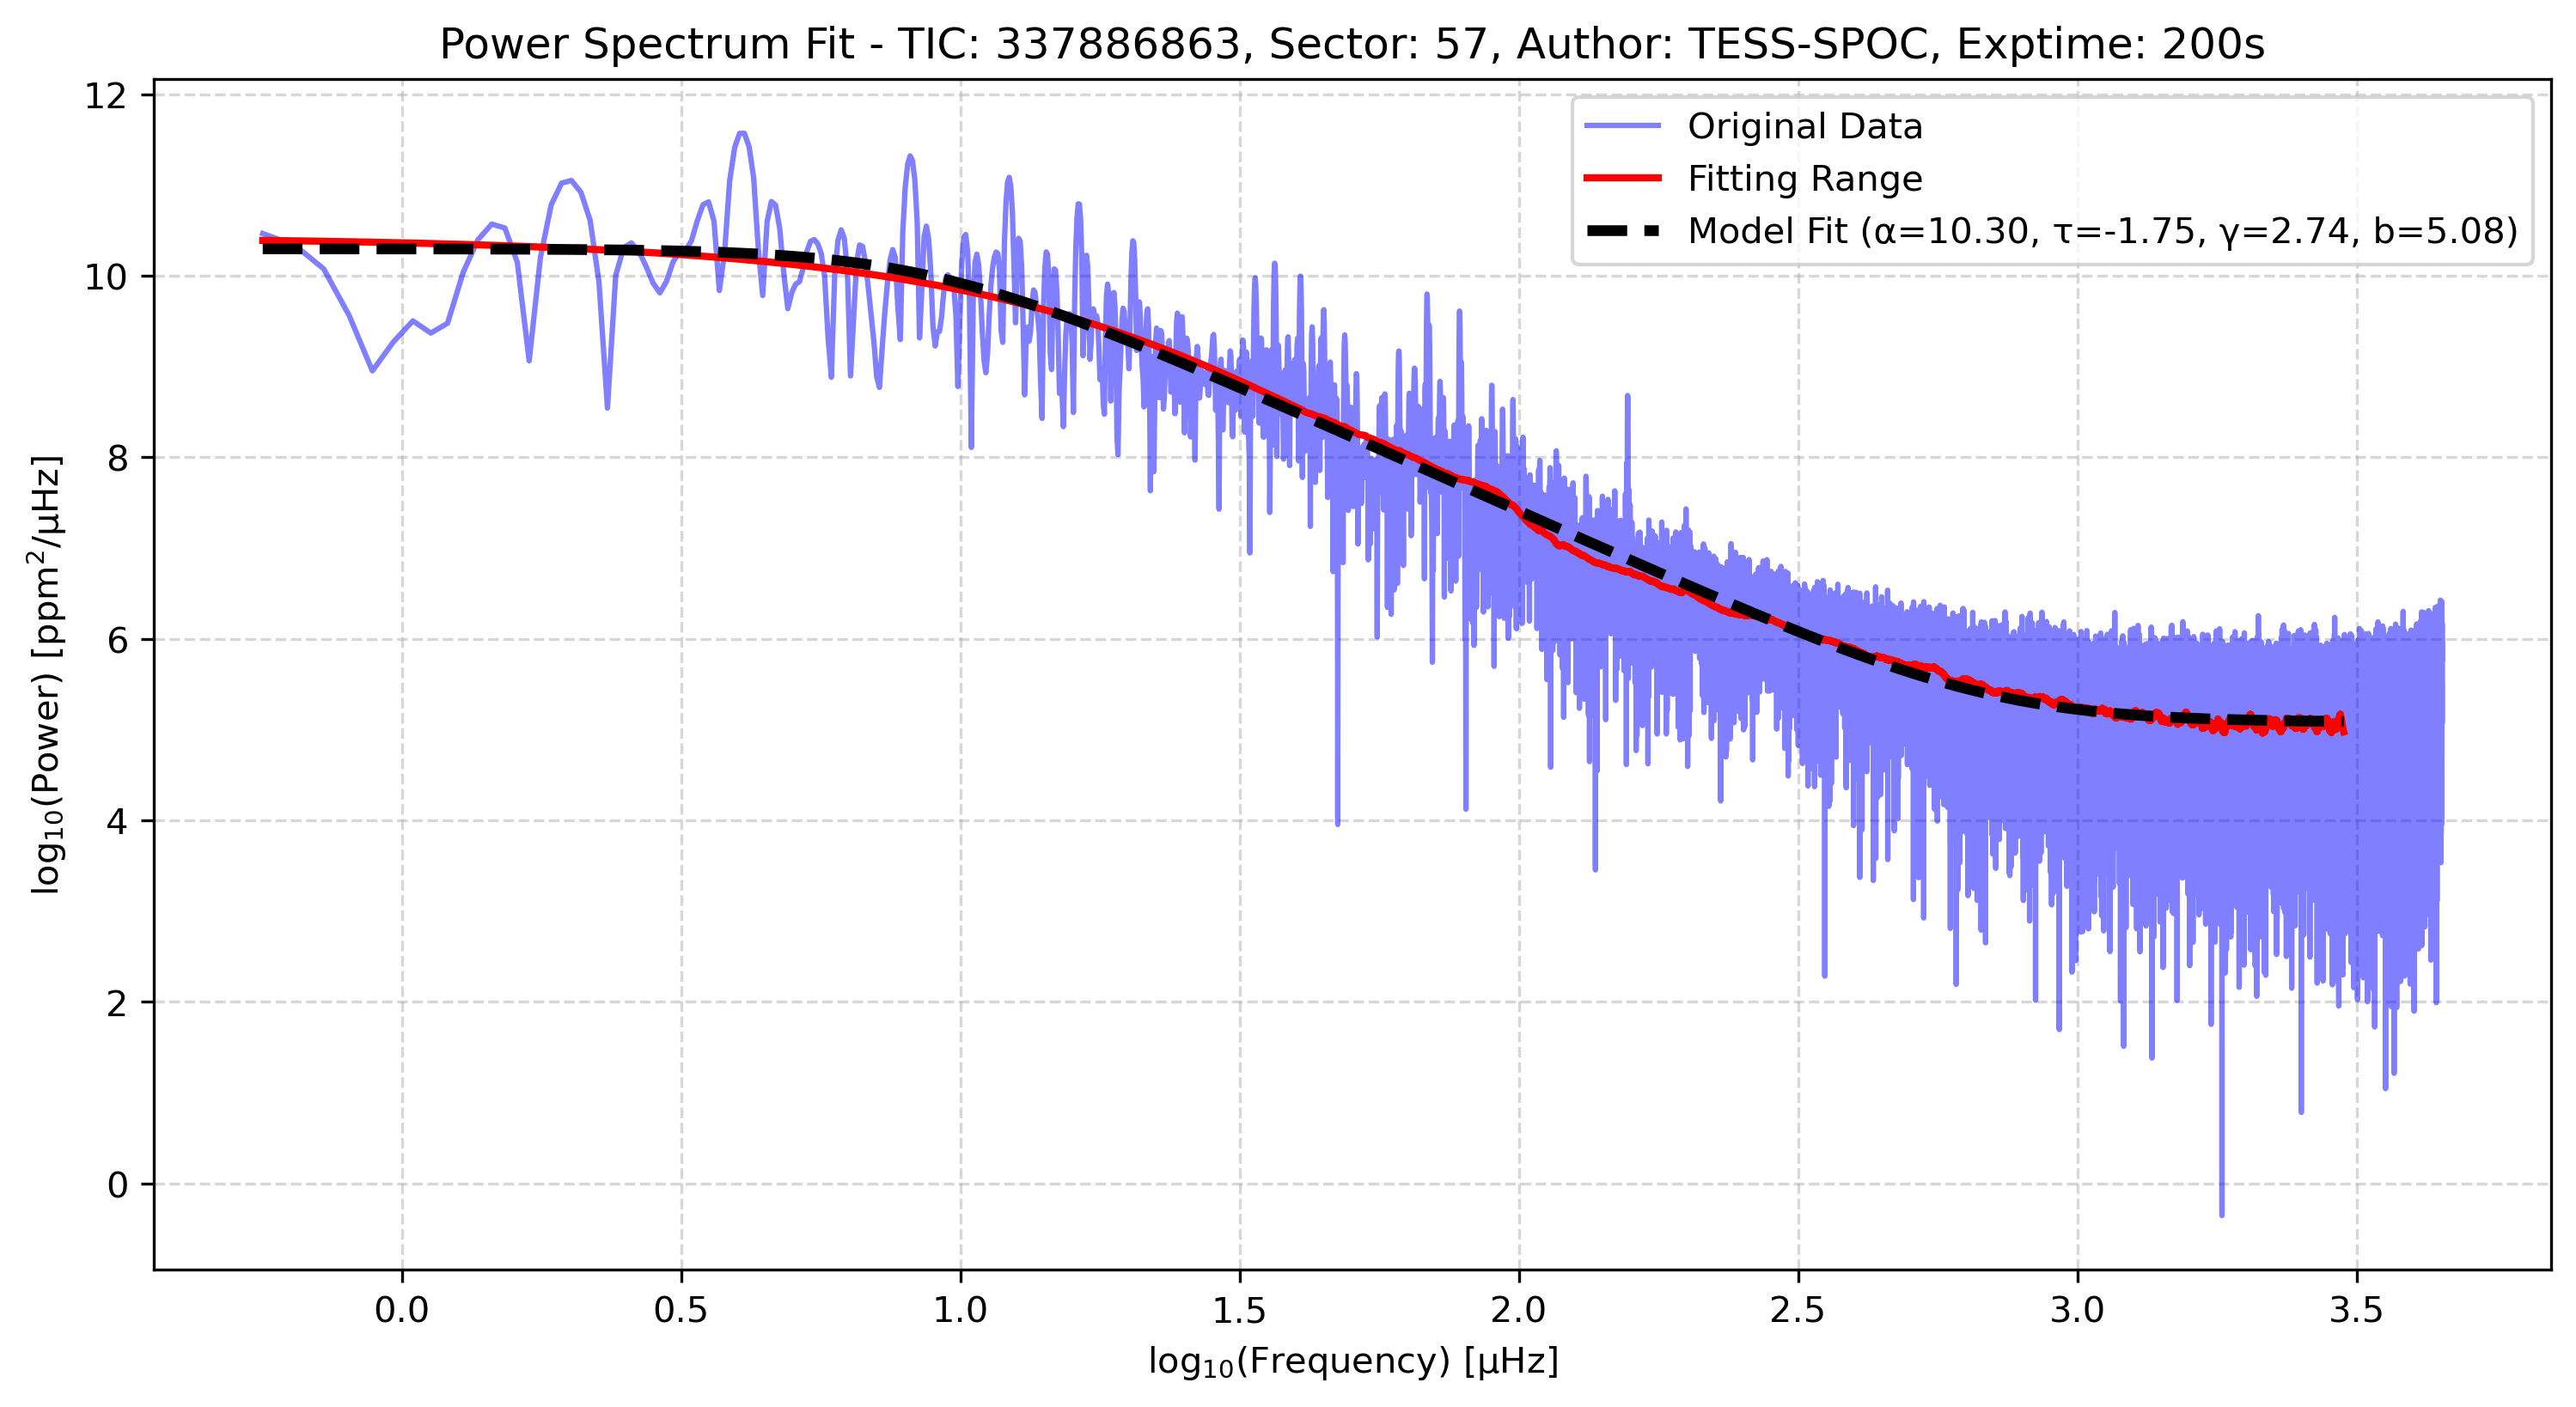 Power Spectrum Fit - TIC: 337886863, Sector: 57, Author: TESS-SPOC, Exptime: 200s
Original Data
Fitting Range
Model Fit (α=10.30, τ=-1.75, γ=2.74, b=5.08)
log₁₀(Power) [ppm²/μHz]
12
10
8
6
4
2
0
0.0 0.5 1.0 1.5 2.0 2.5 3.0 3.5
log₁₀(Frequency) [μHz]